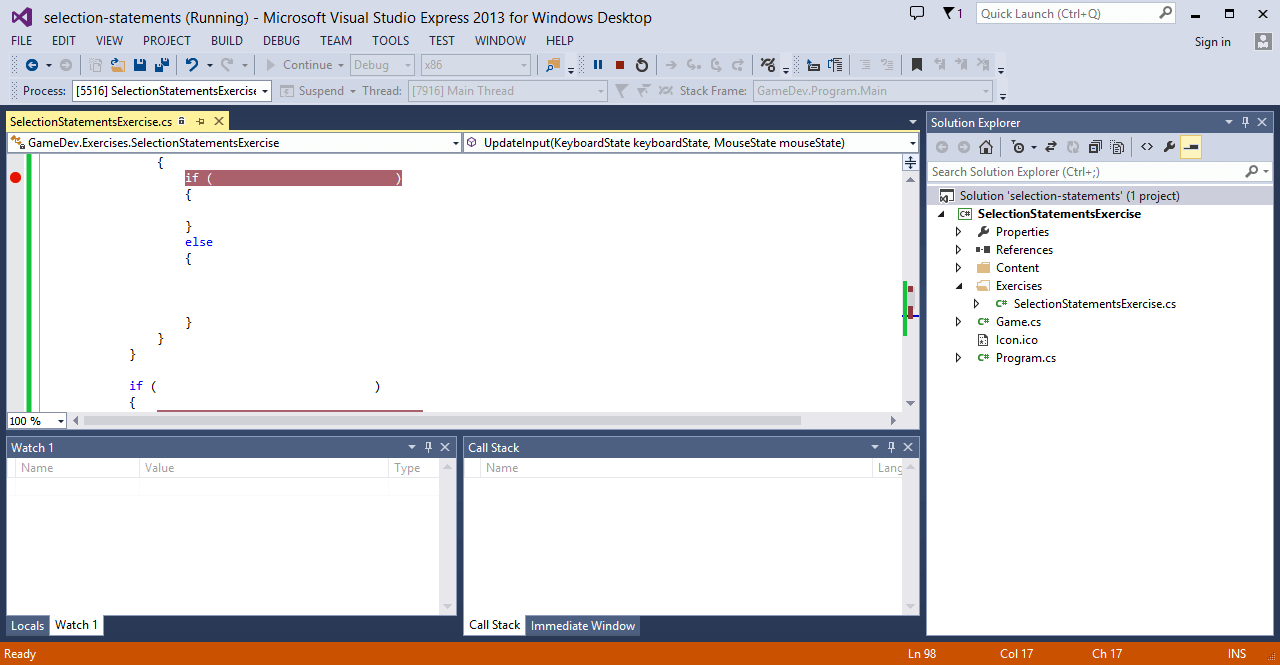 selection-statements (Running) - Microsoft Visual Studio Express 2013 for Windows Desktop
1
Quick Launch (Ctrl+Q)
FILE EDIT VIEW PROJECT BUILD DEBUG TEAM TOOLS TEST WINDOW HELP
Sign in
Continue Debug x86
Process: [5516] SelectionStatementsExercise Suspend Thread: [7916] Main Thread Stack Frame: GameDev.Program.Main
SelectionStatementsExercise.cs
GameDev.Exercises.SelectionStatementsExercise
UpdateInput(KeyboardState keyboardState, MouseState mouseState)
{
if ( )
{
}
else
{
}
}
}
if ( )
{
100 %
Solution Explorer
Search Solution Explorer (Ctrl+;)
Solution 'selection-statements' (1 project)
C# SelectionStatementsExercise
Properties
References
Content
Exercises
C# SelectionStatementsExercise.cs
C# Game.cs
Icon.ico
C# Program.cs
Watch 1
Name Value Type
Locals Watch 1
Call Stack
Name Lang
Call Stack Immediate Window
Ready Ln 98 Col 17 Ch 17 INS